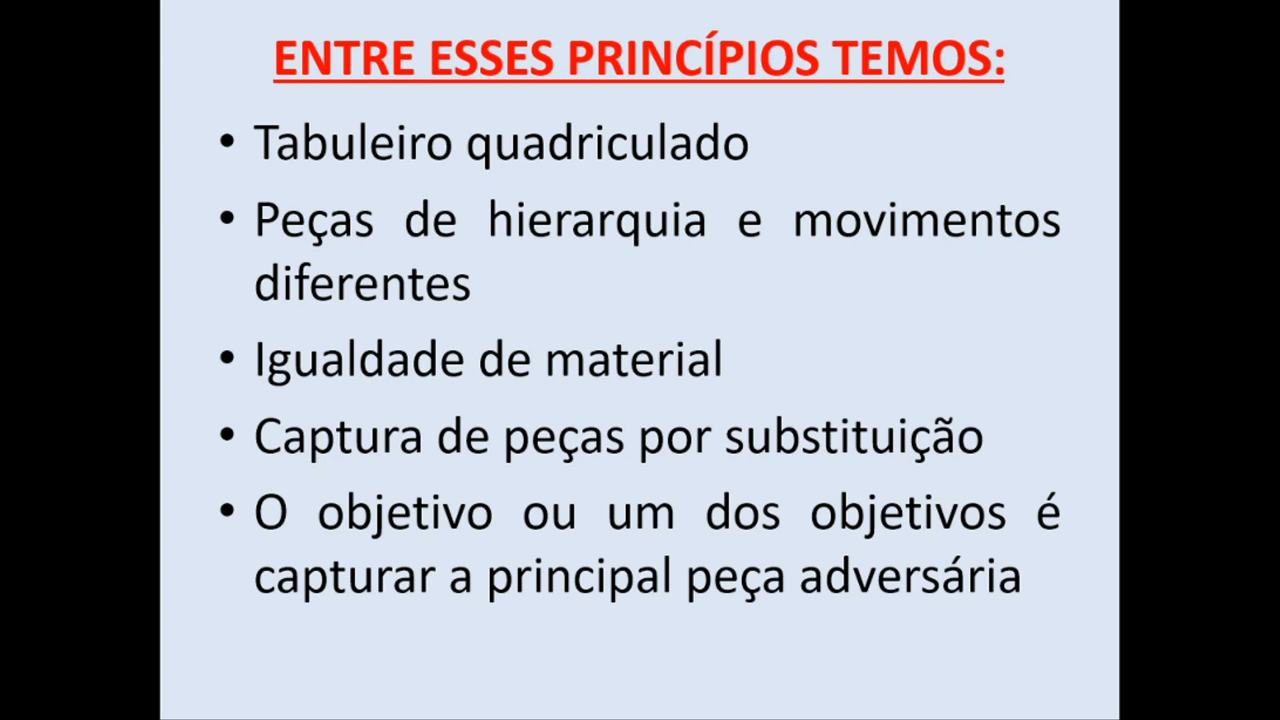 ENTRE ESSES PRINCÍPIOS TEMOS:
• Tabuleiro quadriculado
• Peças de hierarquia e movimentos
diferentes
• Igualdade de material
• Captura de peças por substituição
• O objetivo ou um dos objetivos é
capturar a principal peça adversária